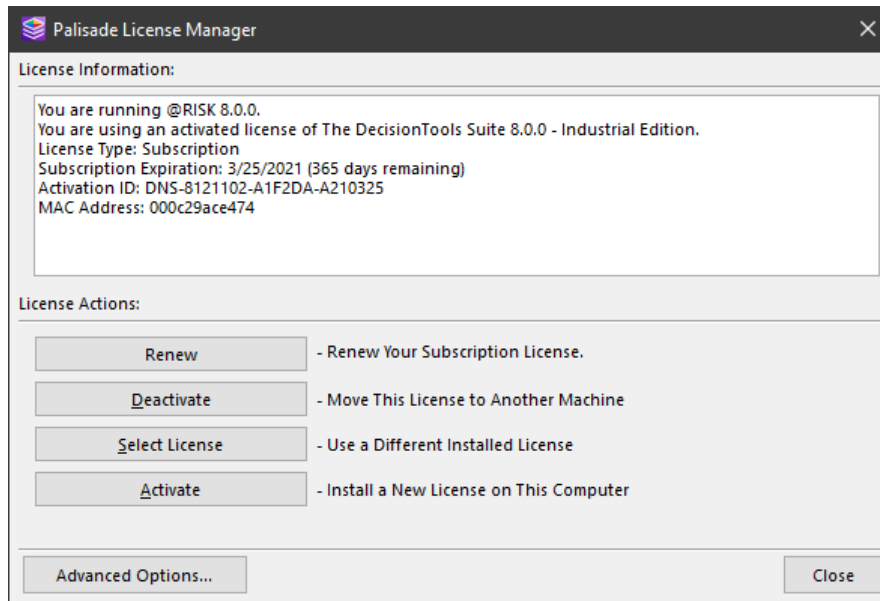 Palisade License Manager
License Information:
You are running @RISK 8.0.0.
You are using an activated license of The DecisionTools Suite 8.0.0 - Industrial Edition.
License Type: Subscription
Subscription Expiration: 3/25/2021 (365 days remaining)
Activation ID: DNS-8121102-A1F2DA-A210325
MAC Address: 000c29ace474
License Actions:
Renew - Renew Your Subscription License.
Deactivate - Move This License to Another Machine
Select License - Use a Different Installed License
Activate - Install a New License on This Computer
Advanced Options... Close